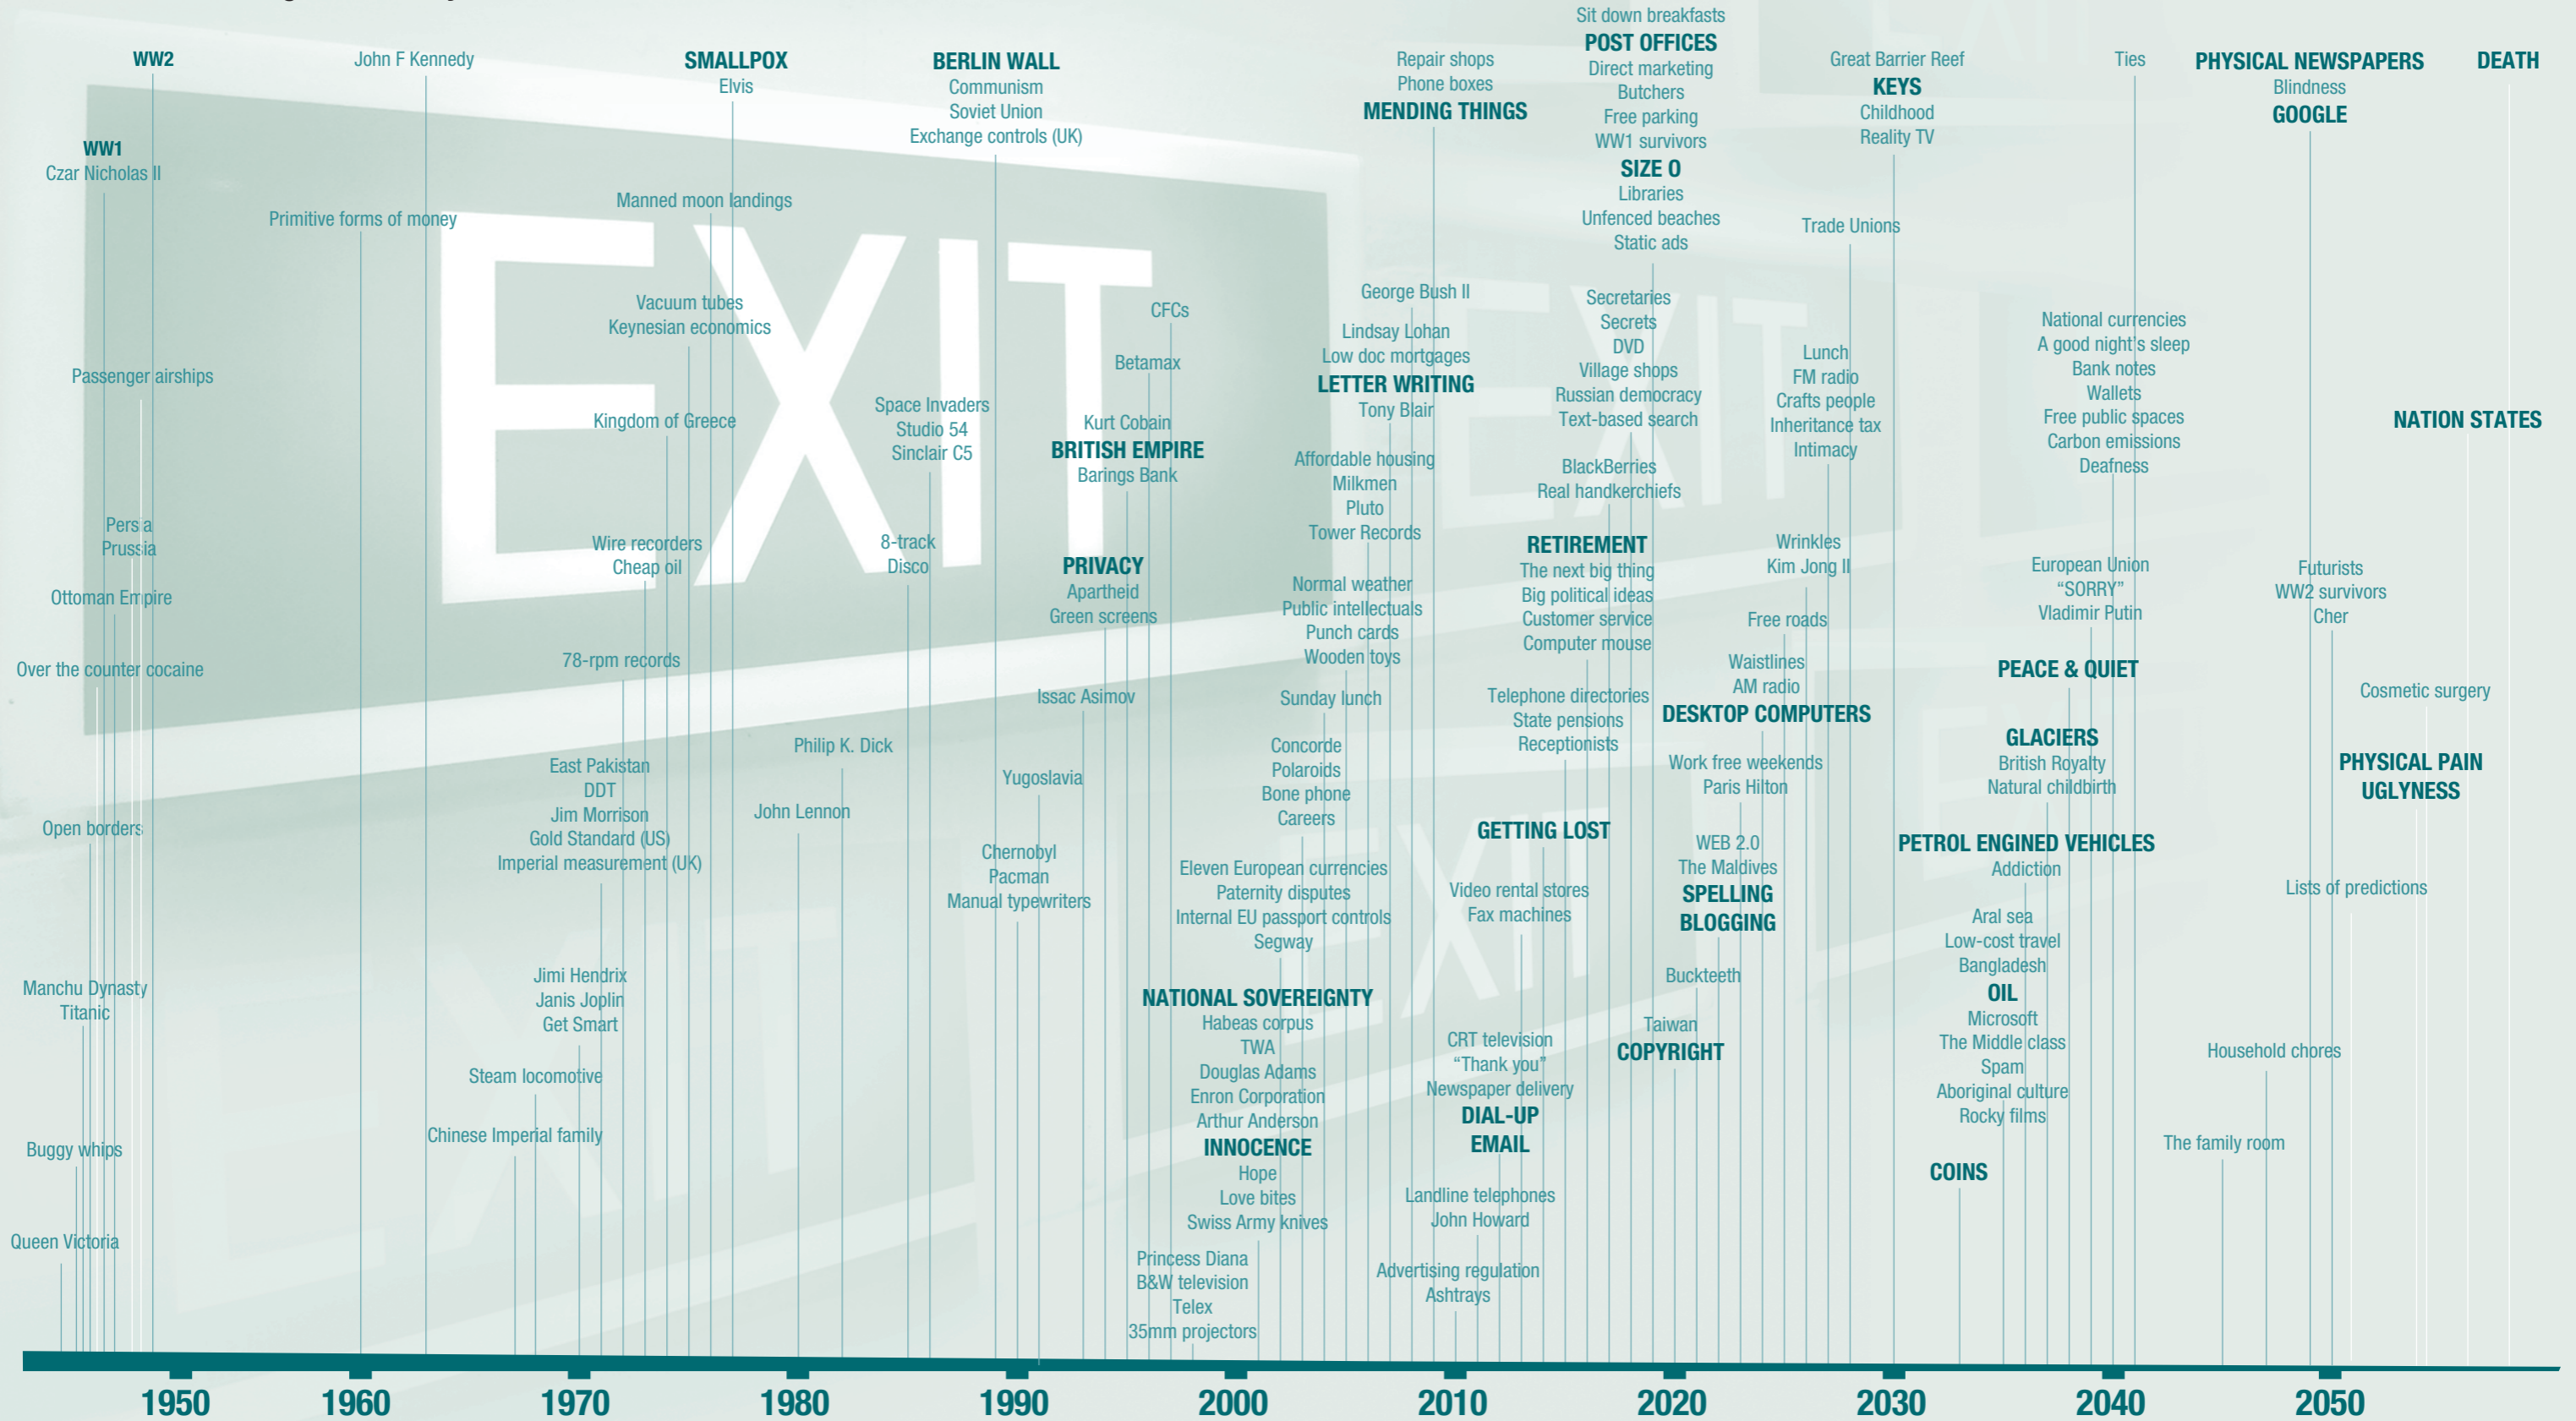 WW2
WW1
Czar Nicholas II
Passenger airships
Persia
Prussia
Ottoman Empire
Over the counter cocaine
Open borders
Manchu Dynasty
Titanic
Buggy whips
Queen Victoria
John F Kennedy
Primitive forms of money
SMALLPOX
Elvis
Manned moon landings
Vacuum tubes
Keynesian economics
Kingdom of Greece
Wire recorders
Cheap oil
78-rpm records
East Pakistan
DDT
Jim Morrison
Gold Standard (US)
Imperial measurement (UK)
Jimi Hendrix
Janis Joplin
Get Smart
Steam locomotive
Chinese Imperial family
BERLIN WALL
Communism
Soviet Union
Exchange controls (UK)
Space Invaders
Studio 54
Sinclair C5
8-track
Disco
Philip K. Dick
John Lennon
CFCs
Betamax
Kurt Cobain
BRITISH EMPIRE
Barings Bank
PRIVACY
Apartheid
Green screens
Issac Asimov
Yugoslavia
Chernobyl
Pacman
Manual typewriters
Repair shops
Phone boxes
MENDING THINGS
George Bush II
Lindsay Lohan
Low doc mortgages
LETTER WRITING
Tony Blair
Affordable housing
Milkmen
Pluto
Tower Records
Normal weather
Public intellectuals
Punch cards
Wooden toys
Sunday lunch
Concorde
Polaroids
Bone phone
Careers
Eleven European currencies
Paternity disputes
Internal EU passport controls
Segway
NATIONAL SOVEREIGNTY
Habeas corpus
TWA
Douglas Adams
Enron Corporation
Arthur Anderson
INNOCENCE
Hope
Love bites
Swiss Army knives
Princess Diana
B&W television
Telex
35mm projectors
Sit down breakfasts
POST OFFICES
Direct marketing
Butchers
Free parking
WW1 survivors
SIZE O
Libraries
Unfenced beaches
Static ads
Secretaries
Secrets
DVD
Village shops
Russian democracy
Text-based search
BlackBerries
Real handkerchiefs
RETIREMENT
The next big thing
Big political ideas
Customer service
Computer mouse
Telephone directories
State pensions
Receptionists
GETTING LOST
Video rental stores
Fax machines
CRT television
“Thank you”
Newspaper delivery
DIAL-UP
EMAIL
Landline telephones
John Howard
Advertising regulation
Ashtrays
Great Barrier Reef
KEYS
Childhood
Reality TV
Trade Unions
Lunch
FM radio
Crafts people
Inheritance tax
Intimacy
Wrinkles
Kim Jong II
Free roads
Waistlines
AM radio
DESKTOP COMPUTERS
Work free weekends
Paris Hilton
WEB 2.0
The Maldives
SPELLING
BLOGGING
Buckteeth
Taiwan
COPYRIGHT
Ties
National currencies
A good night's sleep
Bank notes
Wallets
Free public spaces
Carbon emissions
Deafness
European Union
“SORRY”
Vladimir Putin
PEACE & QUIET
GLACIERS
British Royalty
Natural childbirth
PETROL ENGINED VEHICLES
Addiction
Aral sea
Low-cost travel
Bangladesh
OIL
Microsoft
The Middle class
Spam
Aboriginal culture
Rocky films
COINS
PHYSICAL NEWSPAPERS
Blindness
GOOGLE
Futurists
WW2 survivors
Cher
Household chores
The family room
DEATH
NATION STATES
Cosmetic surgery
PHYSICAL PAIN
UGLYNESS
Lists of predictions
EXIT
EXIT
EXIT
EXIT
1950
1960
1970
1980
1990
2000
2010
2020
2030
2040
2050